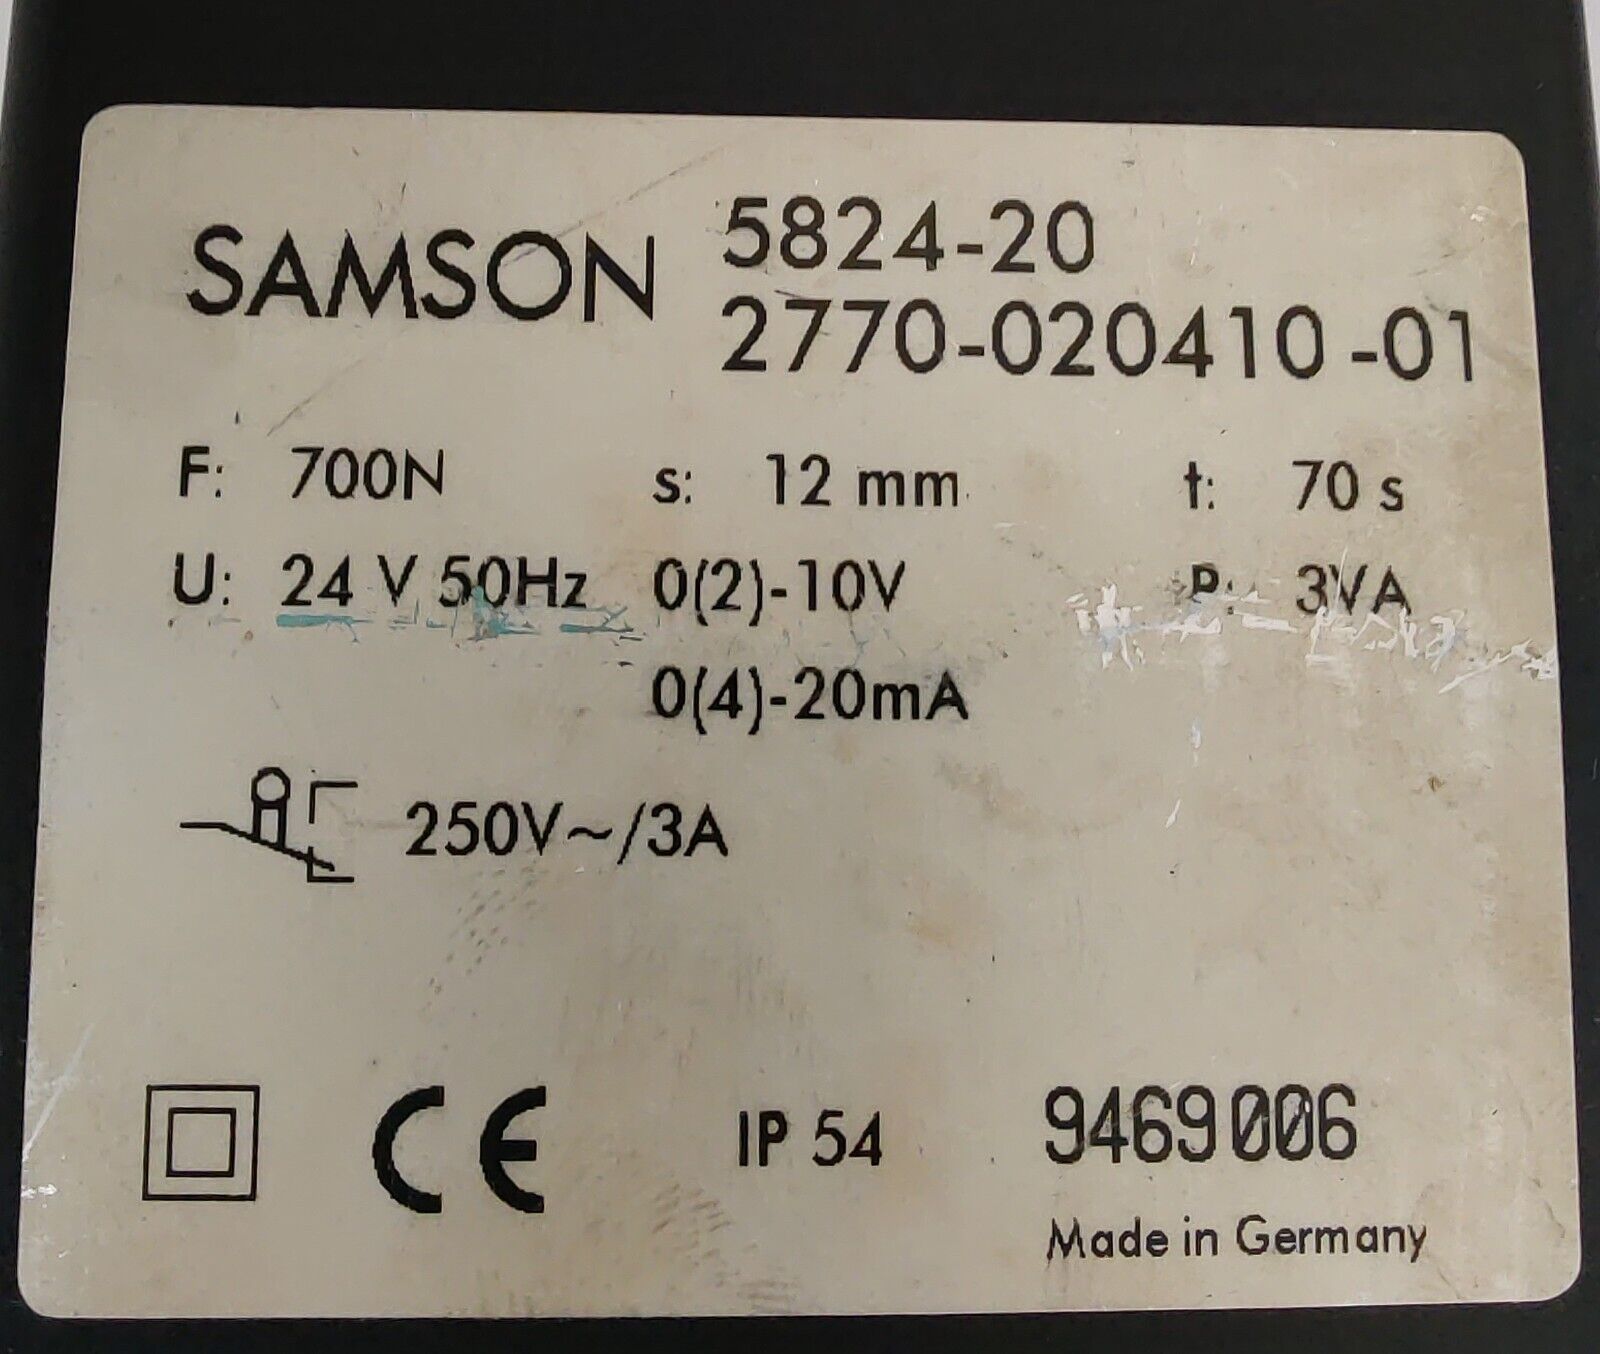 SAMSON 5824-20
2770-020410-01
F: 700N s: 12 mm t: 70 s
U: 24 V 50Hz 0(2)-10V P: 3VA
0(4)-20mA
250V~/3A
CE IP 54 9469006
Made in Germany